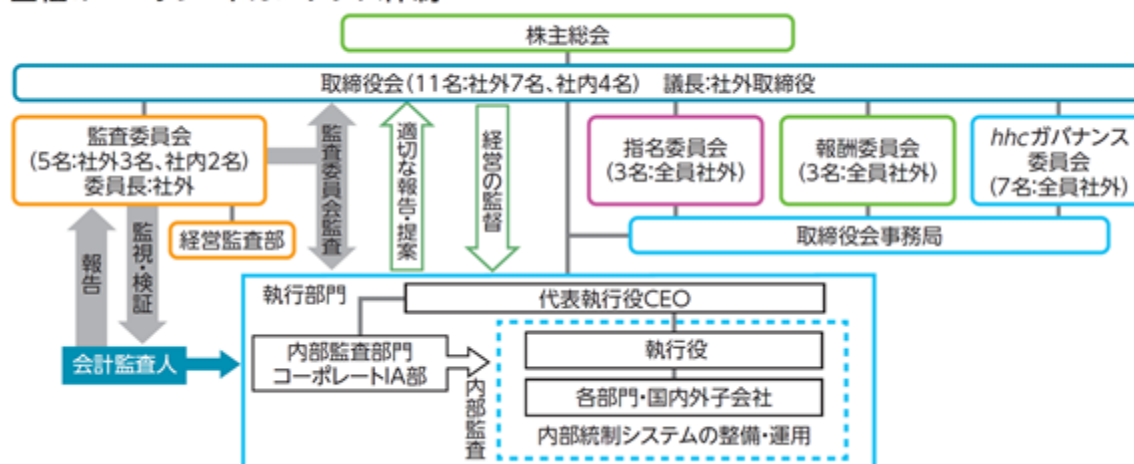 株主総会
取締役会(11名:社外7名、社内4名) 議長:社外取締役
監査委員会
(5名:社外3名、社内2名)
委員長:社外
経営監査部
監査委員会監査
適切な報告・提案
経営の監督
指名委員会
(3名:全員社外)
報酬委員会
(3名:全員社外)
hhcガバナンス
委員会
(7名:全員社外)
取締役会事務局
報告
監視・検証
会計監査人
執行部門
代表執行役CEO
内部監査部門
コーポレートIA部
内部監査
執行役
各部門・国内外子会社
内部統制システムの整備・運用